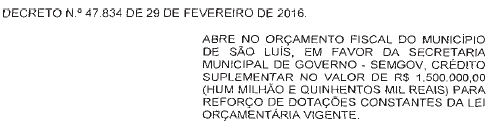 DECRETO N.º 47.834 DE 29 DE FEVEREIRO DE 2016.
ABRE NO ORÇAMENTO FISCAL DO MUNICÍPIO
DE SÃO LUÍS, EM FAVOR DA SECRETARIA
MUNICIPAL DE GOVERNO - SEMGOV, CRÉDITO
SUPLEMENTAR NO VALOR DE R$ 1.500.000,00
(HUM MILHÃO E QUINHENTOS MIL REAIS) PARA
REFORÇO DE DOTAÇÕES CONSTANTES DA LEI
ORÇAMENTÁRIA VIGENTE.